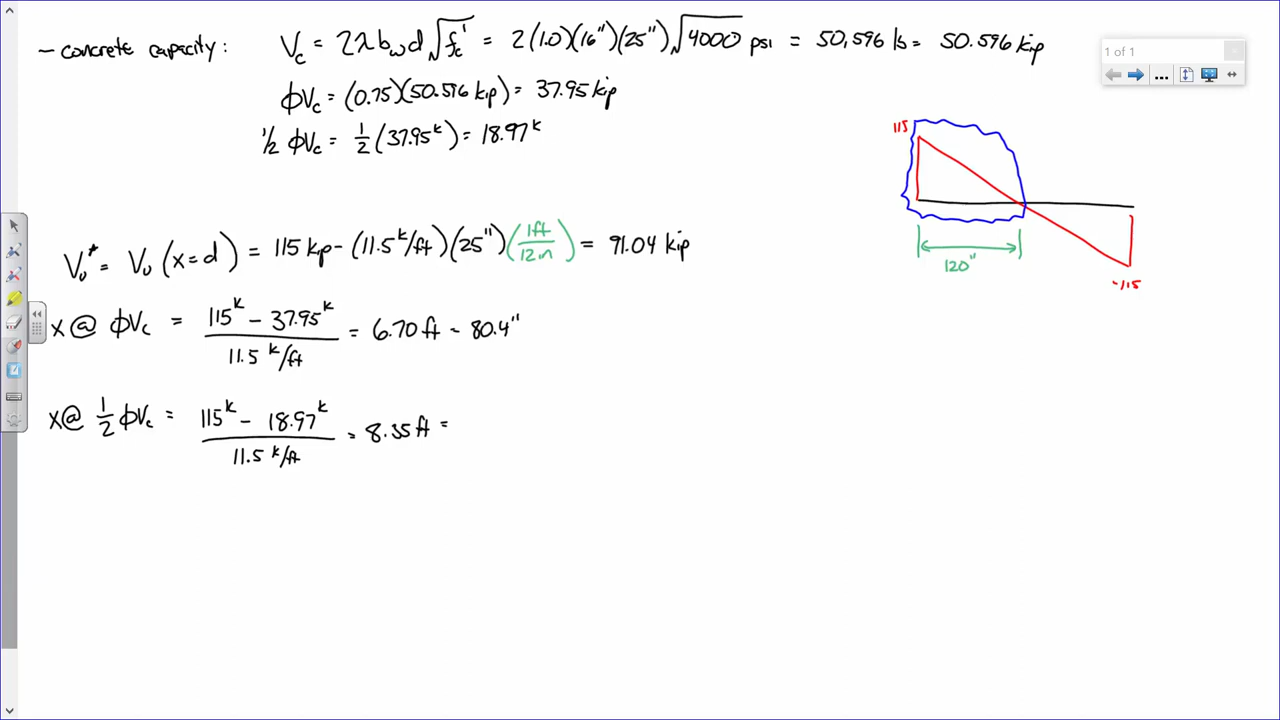 – concrete capacity: Vc = 2λ bw d √f'c = 2(1.0)(16")(25")√4000 psi = 50,596 lb = 50.596 kip
φVc = (0.75)(50.596 kip) = 37.95 kip
1/2 φVc = 1/2 (37.95k) = 18.97k
1 of 1
115
Vu* = Vu(x=d) = 115 kip – (11.5 k/ft)(25")(1ft/12in) = 91.04 kip
120"
-115
x @ φVc = (115k – 37.95k)/(11.5 k/ft) = 6.70 ft – 80.4"
x @ 1/2 φVc = (115k – 18.97k)/(11.5 k/ft) = 8.35 ft =